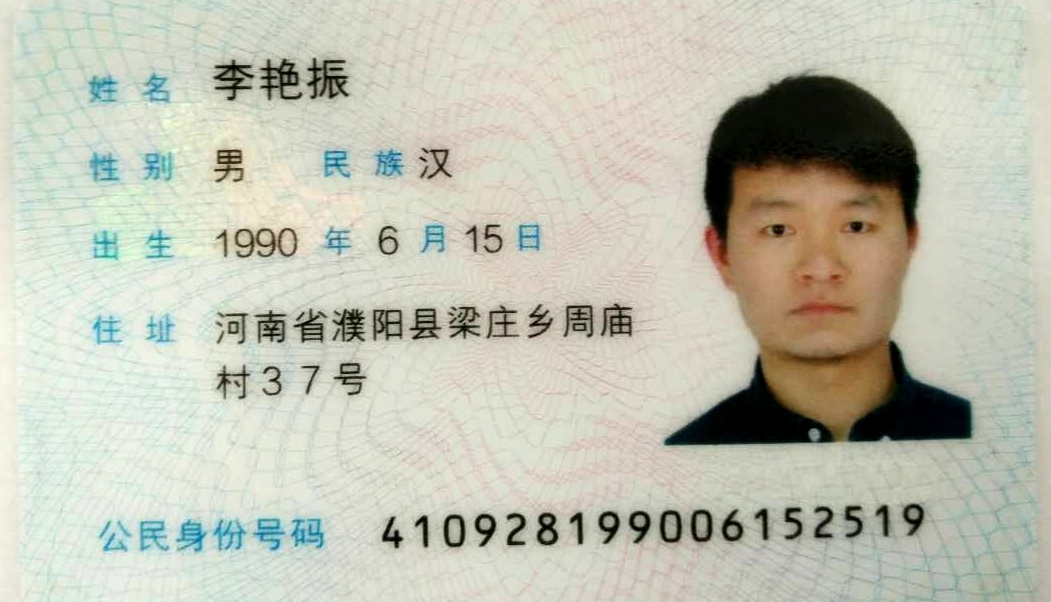 姓名 李艳振
性别 男 民族 汉
出生 1990 年 6 月 15 日
住址 河南省濮阳县梁庄乡周庙
村37号
公民身份号码 410928199006152519